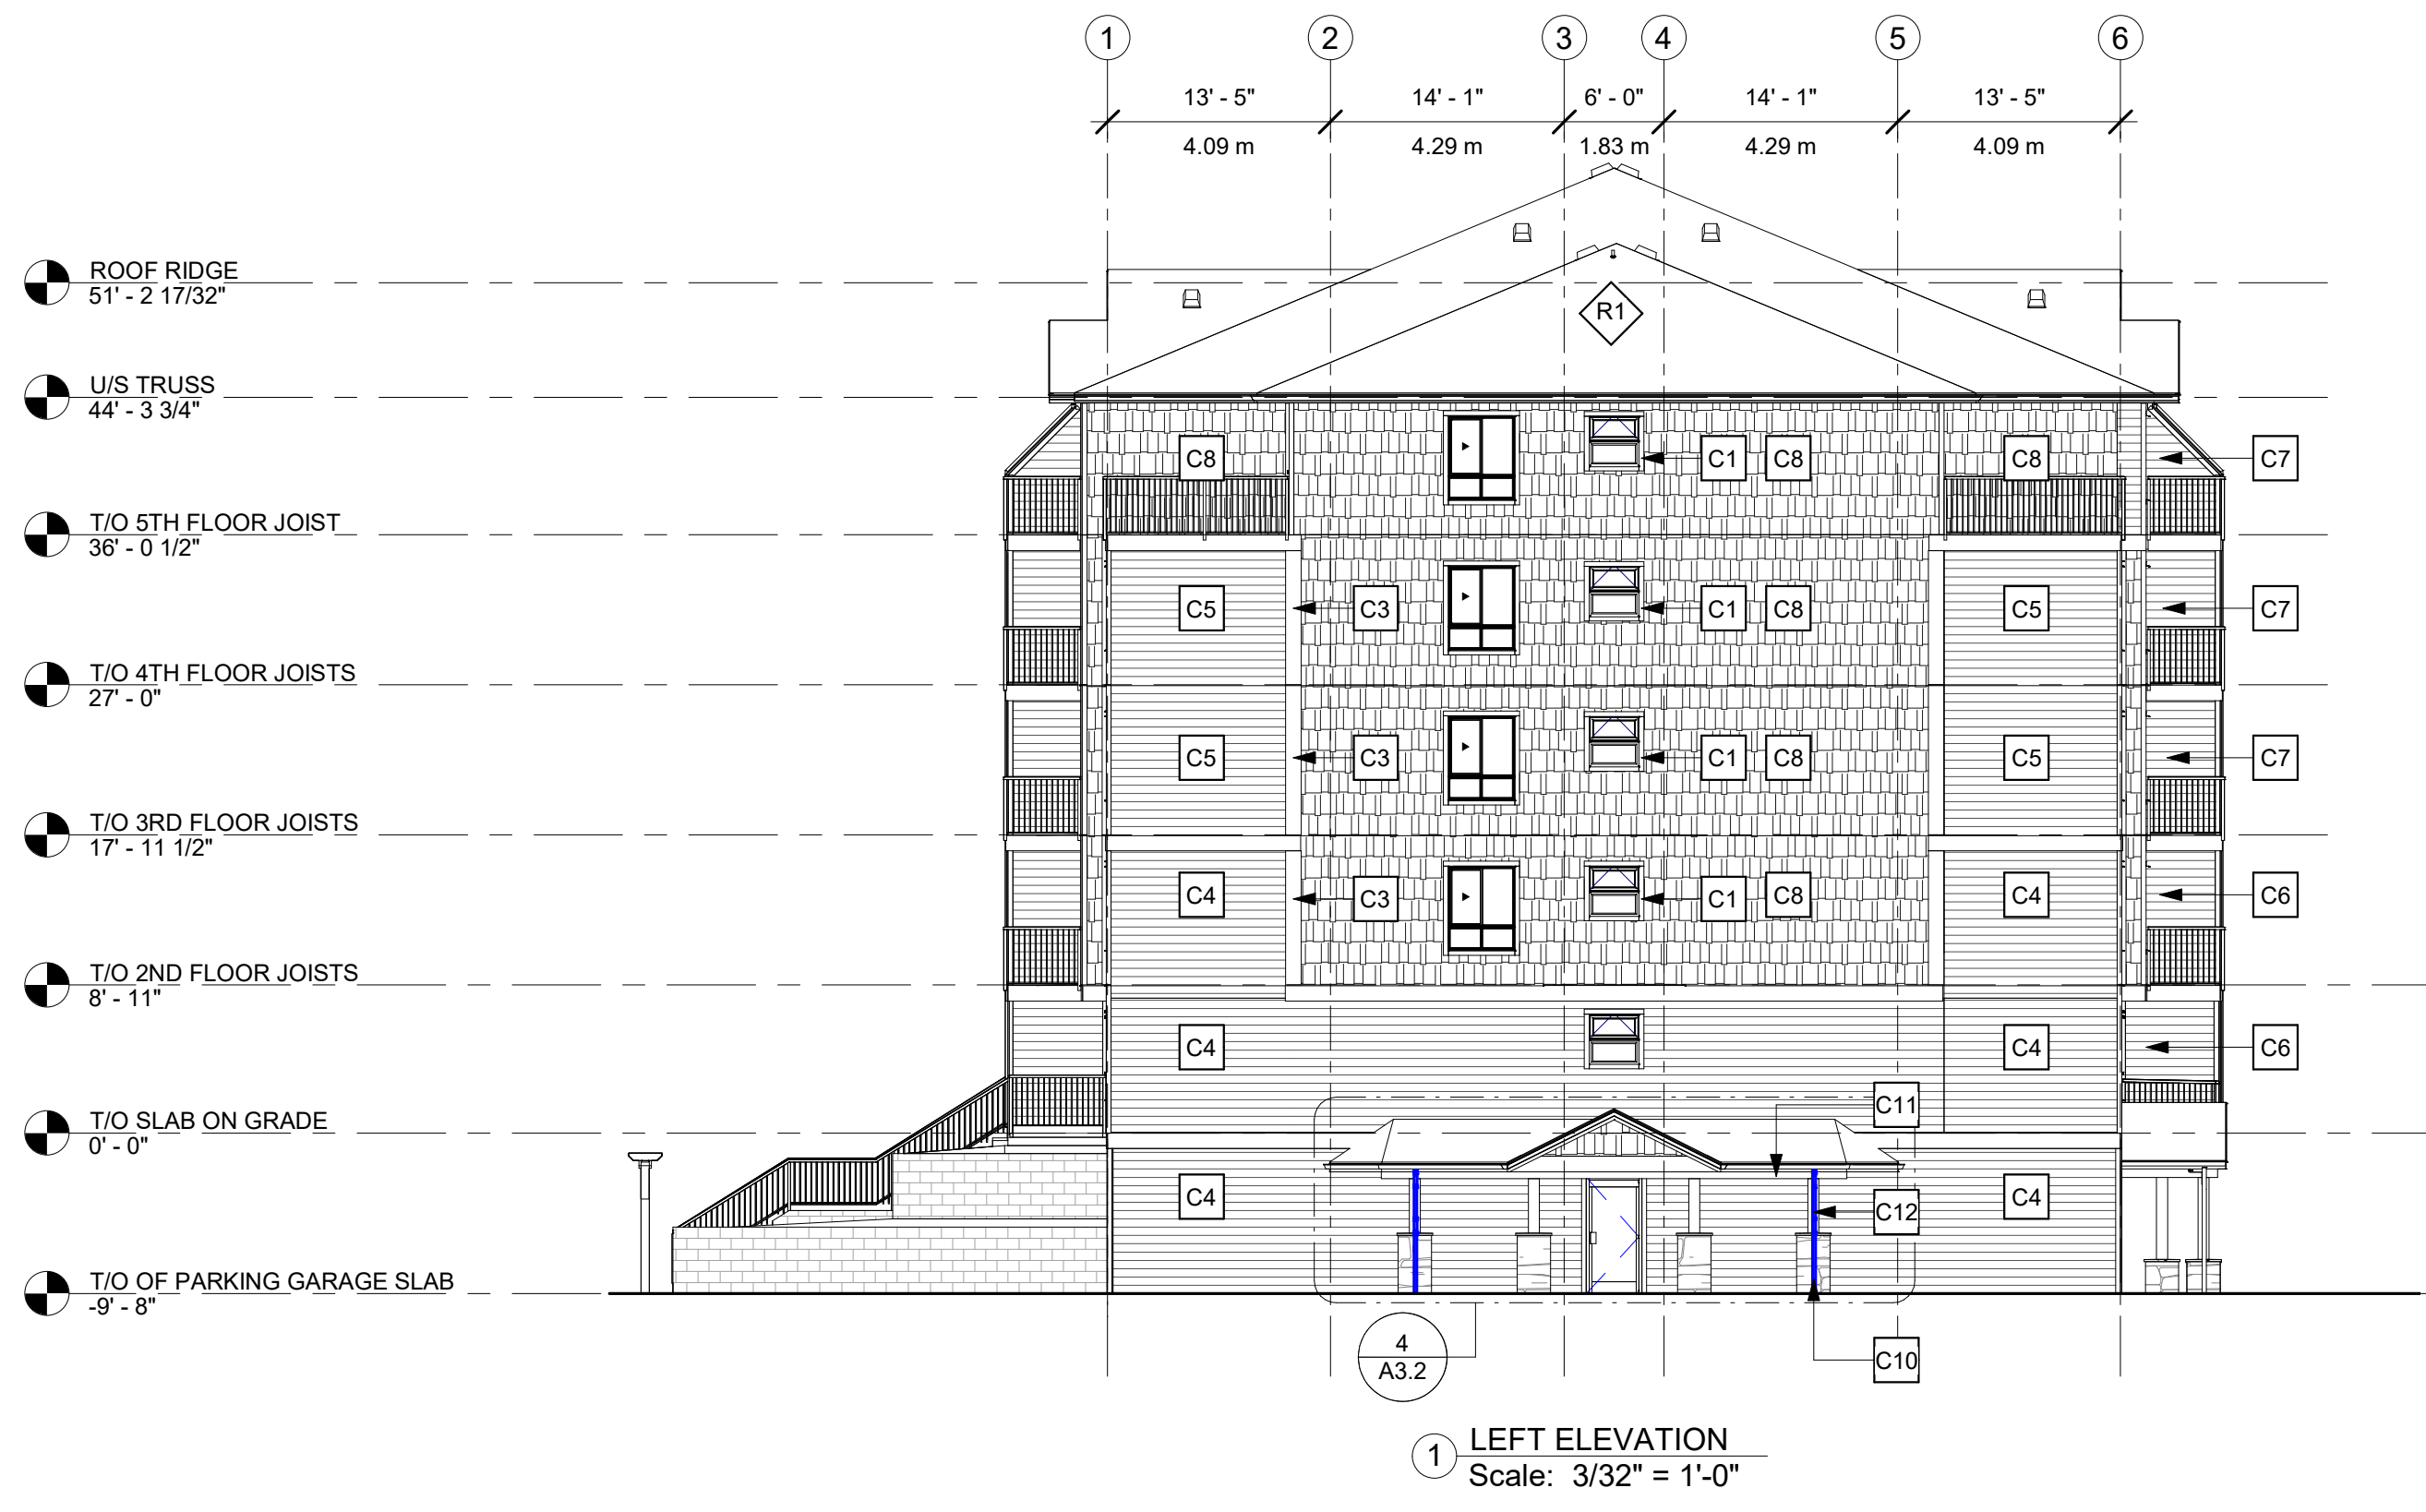 1 2 3 4 5 6
13' - 5" 14' - 1" 6' - 0" 14' - 1" 13' - 5"
4.09 m 4.29 m 1.83 m 4.29 m 4.09 m
ROOF RIDGE
51' - 2 17/32"
R1
U/S TRUSS
44' - 3 3/4"
C8 C1 C8 C8 C7
T/O 5TH FLOOR JOIST
36' - 0 1/2"
C5 C3 C1 C8 C5 C7
T/O 4TH FLOOR JOISTS
27' - 0"
C5 C3 C1 C8 C5 C7
T/O 3RD FLOOR JOISTS
17' - 11 1/2"
C4 C3 C1 C8 C4 C6
T/O 2ND FLOOR JOISTS
8' - 11"
C4 C4 C6
C11
T/O SLAB ON GRADE
0' - 0"
C4 C12 C4
T/O OF PARKING GARAGE SLAB
-9' - 8"
4
A3.2
C10
1 LEFT ELEVATION
Scale: 3/32" = 1'-0"